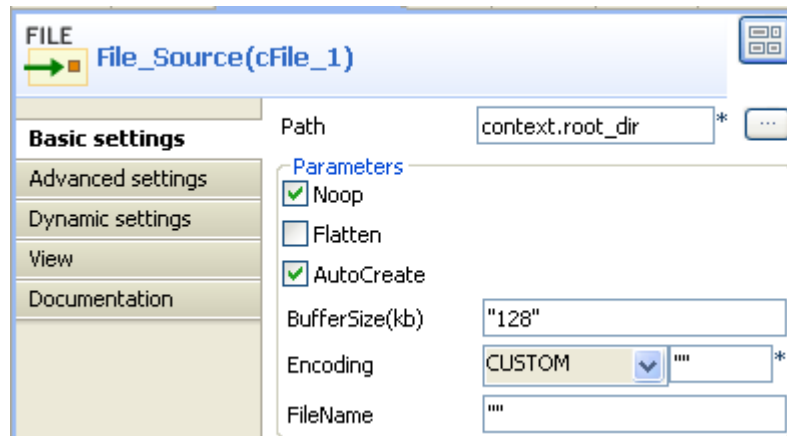 FILE
File_Source(cFile_1)
Basic settings
Advanced settings
Dynamic settings
View
Documentation
Path context.root_dir * ...
Parameters
Noop
Flatten
AutoCreate
BufferSize(kb) "128"
Encoding CUSTOM "" *
FileName ""